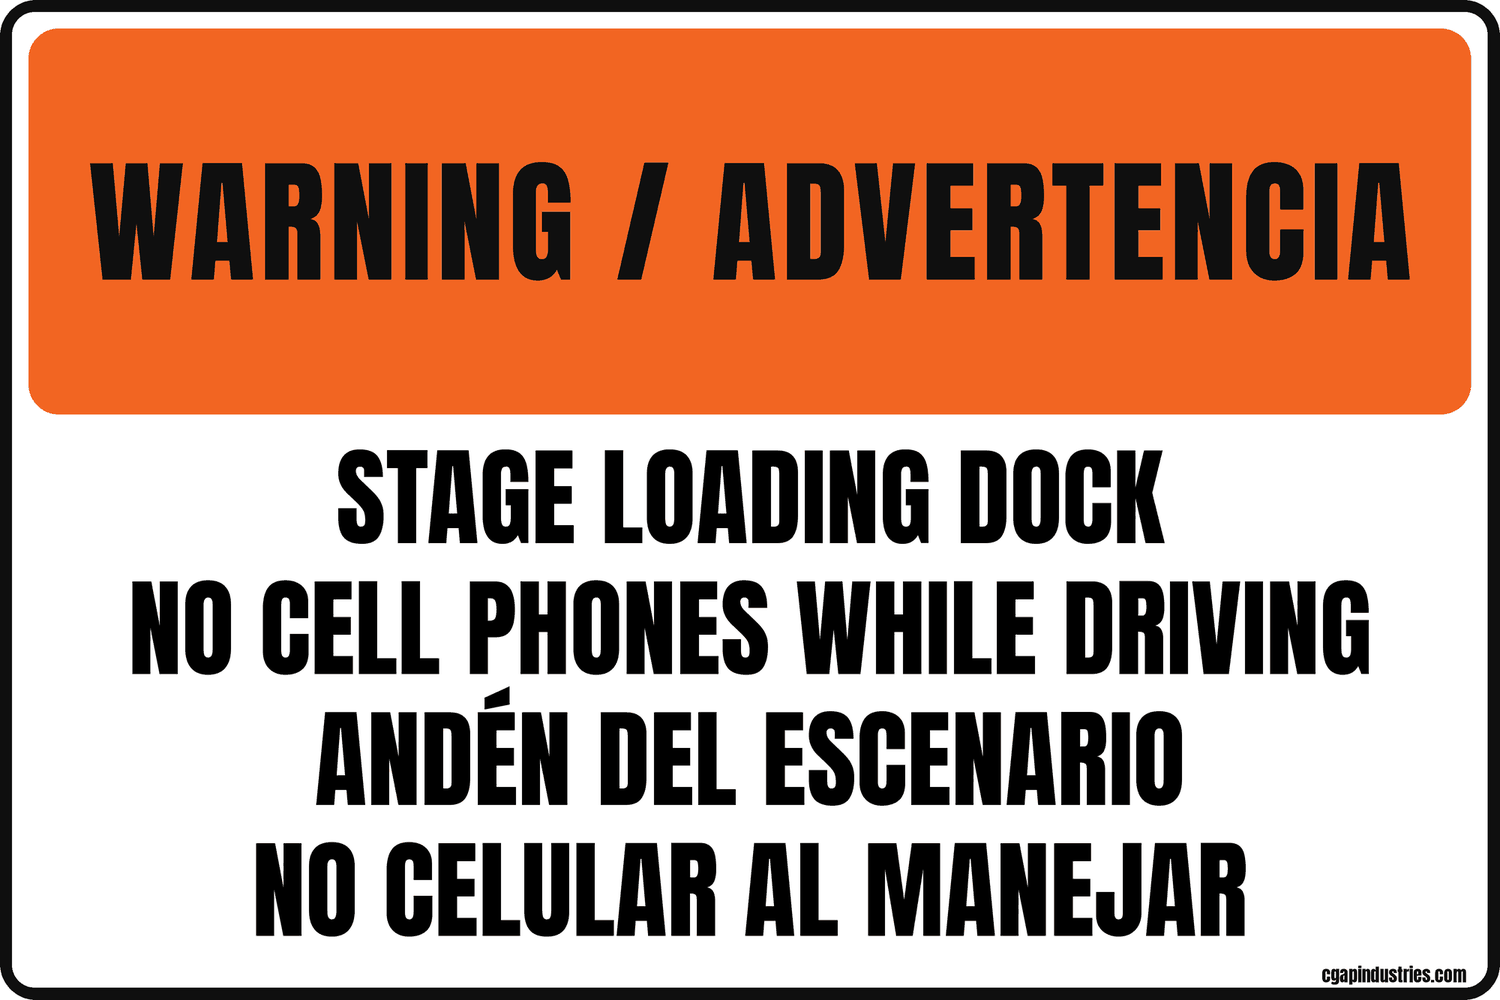 WARNING / ADVERTENCIA
STAGE LOADING DOCK
NO CELL PHONES WHILE DRIVING
ANDÉN DEL ESCENARIO
NO CELULAR AL MANEJAR
cgapindustries.com